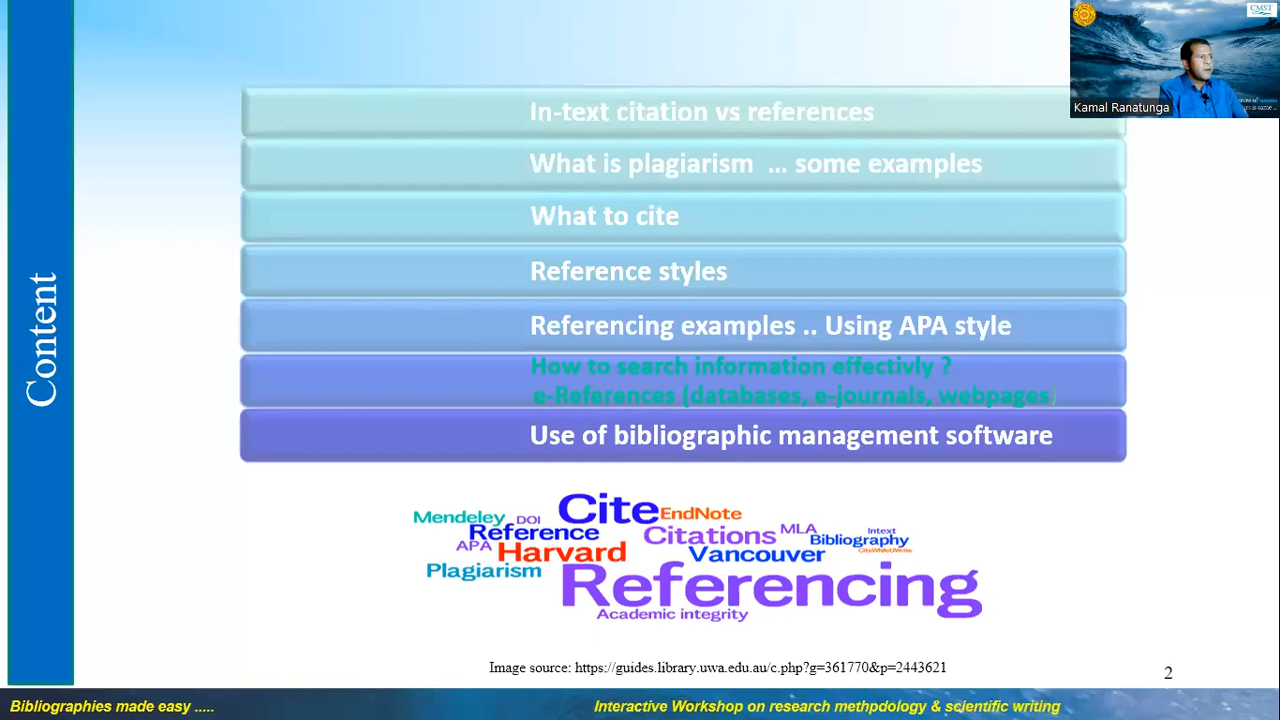 CMST
Kamal Ranatunga
Content
In-text citation vs references
What is plagiarism ... some examples
What to cite
Reference styles
Referencing examples .. Using APA style
How to search information effectivly ?
e-References (databases, e-journals, webpages)
Use of bibliographic management software
Mendeley DOI Cite EndNote
Reference Citations MLA Intext
Bibliography
APA Harvard Vancouver CiteWhileUWrite
Plagiarism Referencing
Academic integrity
Image source: https://guides.library.uwa.edu.au/c.php?g=361770&p=2443621
2
Bibliographies made easy .....
Interactive Workshop on research methpdology & scientific writing